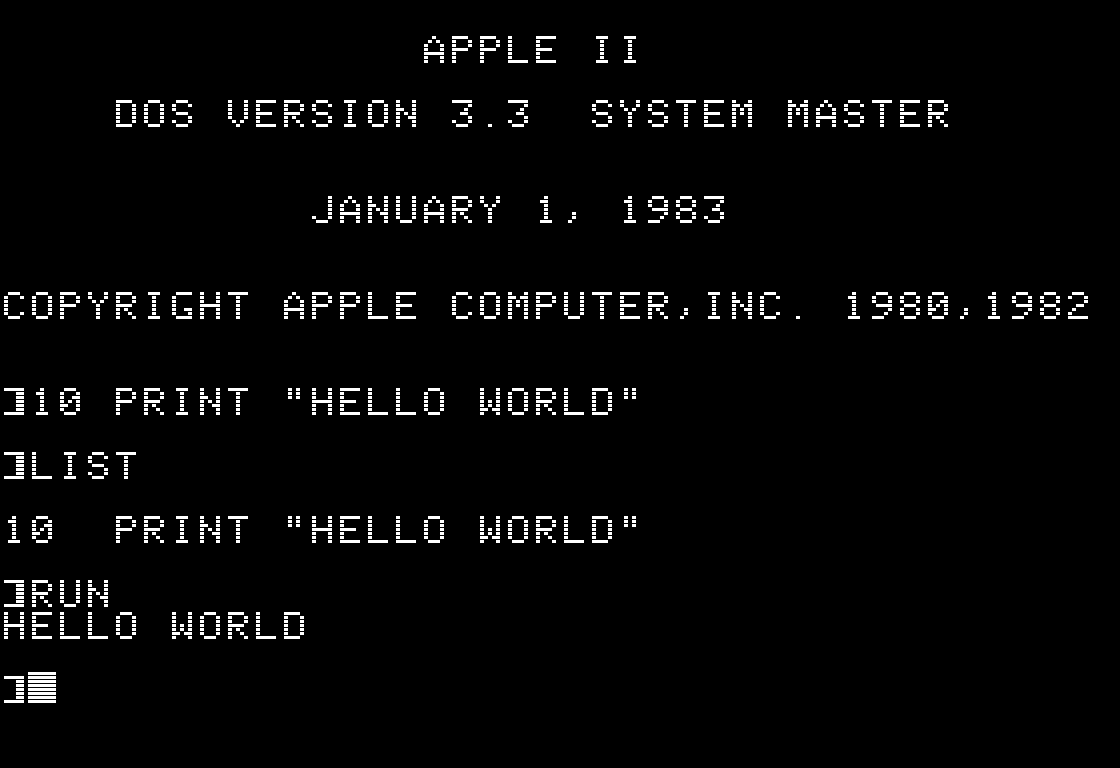 APPLE II
DOS VERSION 3.3  SYSTEM MASTER
JANUARY 1, 1983
COPYRIGHT APPLE COMPUTER,INC. 1980,1982
]10 PRINT "HELLO WORLD"
]LIST
10  PRINT "HELLO WORLD"
]RUN
HELLO WORLD
]